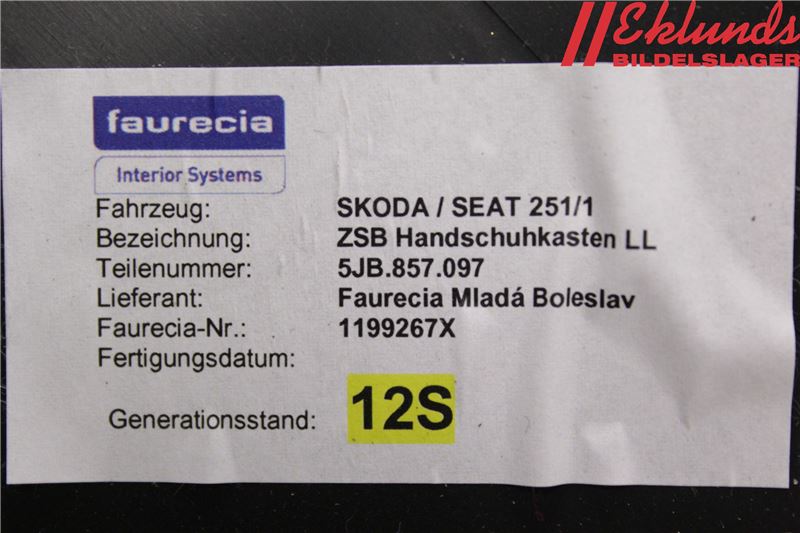 Eklunds
BILDELSLAGER
faurecia
Interior Systems
Fahrzeug: SKODA / SEAT 251/1
Bezeichnung: ZSB Handschuhkasten LL
Teilenummer: 5JB.857.097
Lieferant: Faurecia Mladá Boleslav
Faurecia-Nr.: 1199267X
Fertigungsdatum:
Generationsstand: 12S